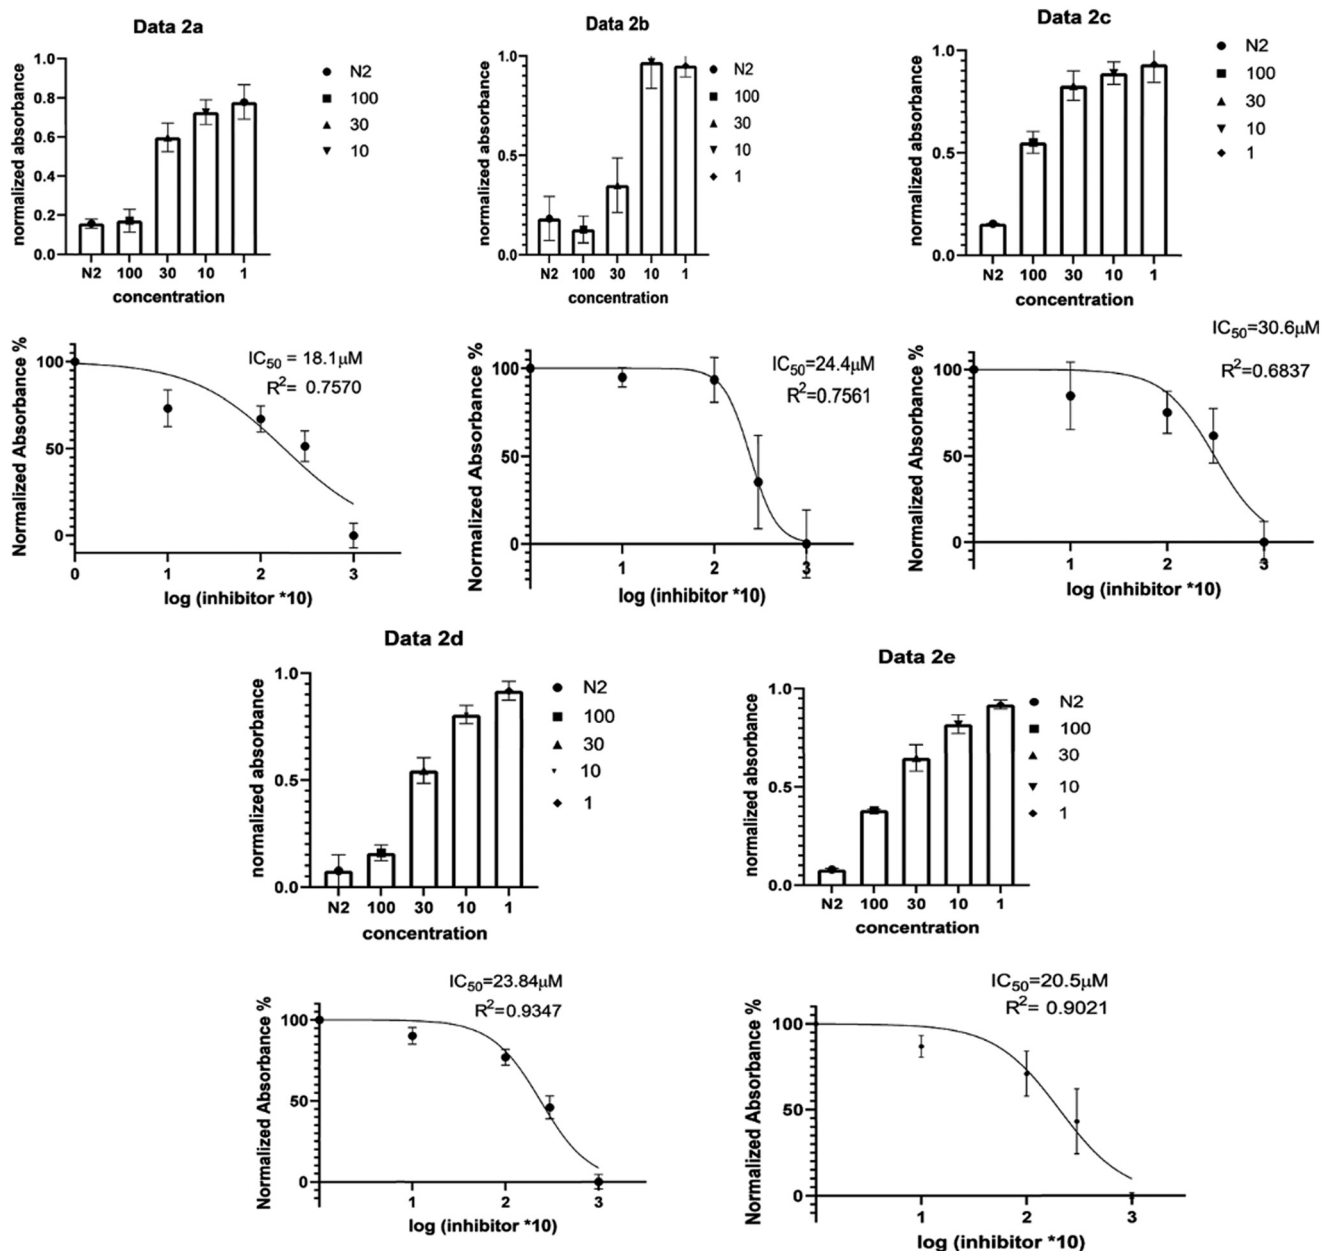 Data 2a
normalized absorbance
1.0
0.8
0.6
0.4
0.2
0.0
N2 100 30 10 1
concentration
N2
100
30
10
Data 2b
normalized absorbance
1.0
0.5
0.0
N2 100 30 10 1
concentration
N2
100
30
10
1
Data 2c
normalized absorbance
1.0
0.5
0.0
N2 100 30 10 1
concentration
N2
100
30
10
1
Normalized Absorbance %
100
50
0
0 1 2 3
log (inhibitor *10)
IC50 = 18.1μM
R2= 0.7570
Normalized Absorbance %
100
50
0
1 2 3
log (inhibitor *10)
IC50=24.4μM
R2=0.7561
Normalized Absorbance %
100
50
0
1 2 3
log (inhibitor *10)
IC50=30.6μM
R2=0.6837
Data 2d
normalized absorbance
1.0
0.5
0.0
N2 100 30 10 1
concentration
N2
100
30
10
1
Data 2e
normalized absorbance
1.0
0.5
0.0
N2 100 30 10 1
concentration
N2
100
30
10
1
Normalized Absorbance %
100
50
0
1 2 3
log (inhibitor *10)
IC50=23.84μM
R2=0.9347
Normalized Absorbance %
100
50
0
1 2 3
log (inhibitor *10)
IC50=20.5μM
R2= 0.9021